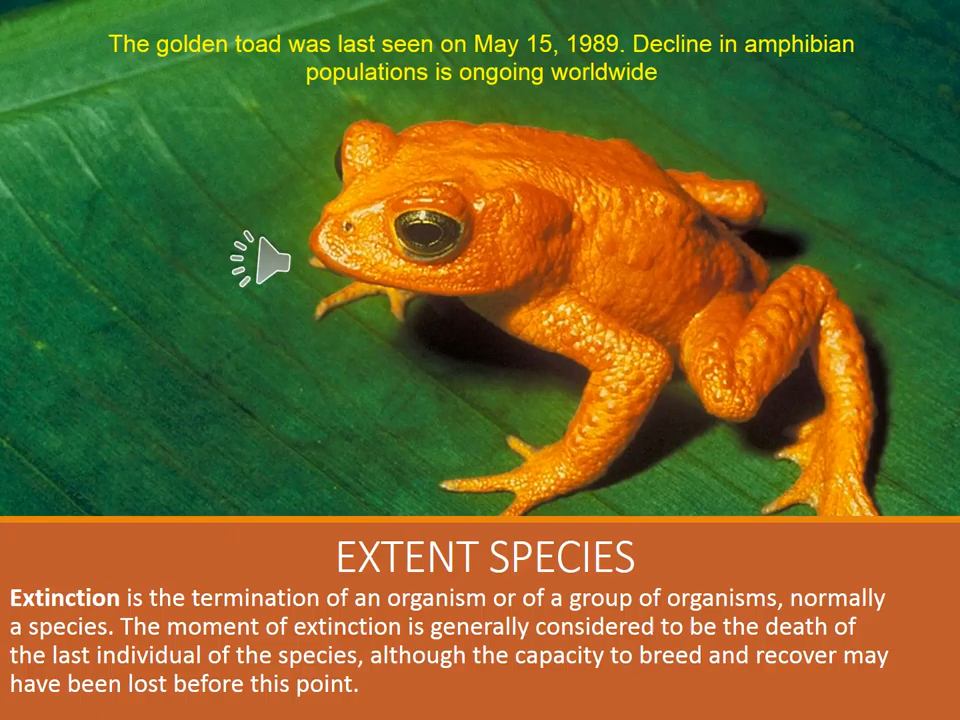 The golden toad was last seen on May 15, 1989. Decline in amphibian
populations is ongoing worldwide
EXTENT SPECIES
Extinction is the termination of an organism or of a group of organisms, normally
a species. The moment of extinction is generally considered to be the death of
the last individual of the species, although the capacity to breed and recover may
have been lost before this point.